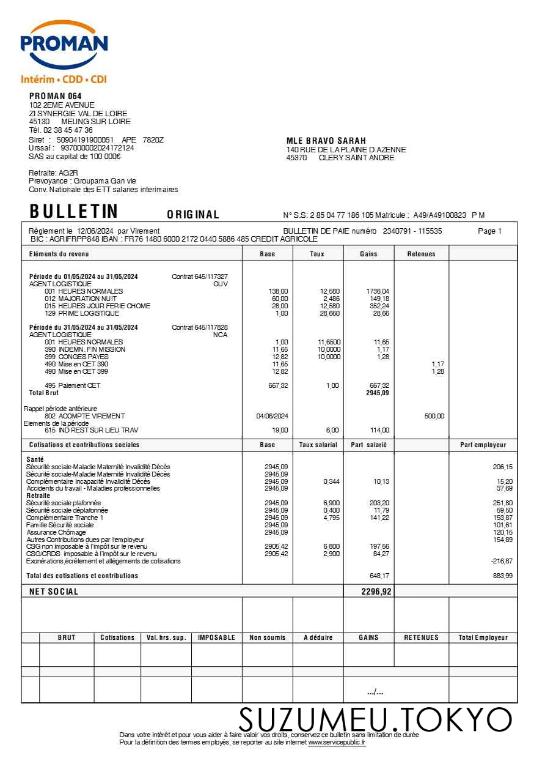 PROMAN
Intérim • CDD • CDI
PROMAN 064
102 2EME AVENUE
ZI SYNERGIE VAL DE LOIRE
45130 MEUNG SUR LOIRE
Tél. 02 38 45 47 36
Siret : 50904191900051 APE 7820Z
Urssaf : 937000002024172124
SAS au capital de 100 000€
MLE BRAVO SARAH
140 RUE DE LA PLAINE D AZENNE
45370 CLERY SAINT ANDRE
Retraite: AG2R
Prevoyance : Groupama Gan vie
Conv. Nationales des ETT salaries interimaires
BULLETIN ORIGINAL N° S.S: 2 85 04 77 186 105 Matricule : A49/A49100823 P M
Règlement le 12/06/2024 par Virement BULLETIN DE PAIE numéro 2340791 - 115535 Page 1
BIC : AGRIFRPP848 IBAN : FR76 1480 6000 2172 0440 5886 485 CREDIT AGRICOLE
Eléments du revenu Base Taux Gains Retenues
Période du 01/05/2024 au 31/05/2024 Contrat 645/117327
AGENT LOGISTIQUE OUV
001 HEURES NORMALES 138,00 12,580 1736,04
012 MAJORATION NUIT 60,00 2,486 149,18
015 HEURES JOUR FERIE CHOME 28,00 12,580 352,24
129 PRIME LOGISTIQUE 1,00 28,660 28,66
Période du 31/05/2024 au 31/05/2024 Contrat 645/117828
AGENT LOGISTIQUE NCA
001 HEURES NORMALES 1,00 11,6500 11,65
390 INDEMN. FIN MISSION 11,65 10,0000 1,17
399 CONGES PAYES 12,82 10,0000 1,28
490 Mise en CET 390 11,65 1,17
490 Mise en CET 399 12,82 1,28
495 Paiement CET 667,32 1,00 667,32
Total Brut 2945,09
Rappel période antérieure
802 ACOMPTE VIREMENT 04/06/2024 500,00
Elements de la période
615 IND REST SUR LIEU TRAV 19,00 6,00 114,00
Cotisations et contributions sociales Base Taux salarial Part salarié Part employeur
Santé
Sécurité sociale-Maladie Maternité Invalidité Décès 2945,09 206,15
Sécurité sociale-Maladie Maternité Invalidité Décès 2945,09
Complémentaire Incapacité Invalidité Décès 2945,09 0,344 10,13 15,20
Accidents du travail - Maladies professionnelles 2945,09 37,69
Retraite
Sécurité sociale plafonnée 2945,09 6,900 203,20 251,80
Sécurité sociale déplafonnée 2945,09 0,400 11,79 59,50
Complémentaire Tranche 1 2945,09 4,795 141,22 153,87
Famille Sécurité sociale 2945,09 101,61
Assurance Chômage 2945,09 120,16
Autres Contributions dues par l'employeur 154,89
CSG non imposable à l'impôt sur le revenu 2905,42 6,800 197,56
CSG/CRDS imposable à l'impôt sur le revenu 2905,42 2,900 84,27
Exonérations,écrêtement et allégements de cotisations -216,87
Total des cotisations et contributions 648,17 883,99
NET SOCIAL 2296,92
BRUT Cotisations Val. hrs. sup. IMPOSABLE Non soumis A déduire GAINS RETENUES Total Employeur
.../...
SUZUMEU.TOKYO
Dans votre intérêt et pour vous aider à faire valoir vos droits, conservez ce bulletin sans limitation de durée
Pour la définition des termes employés, se reporter au site internet www.servicepublic.fr